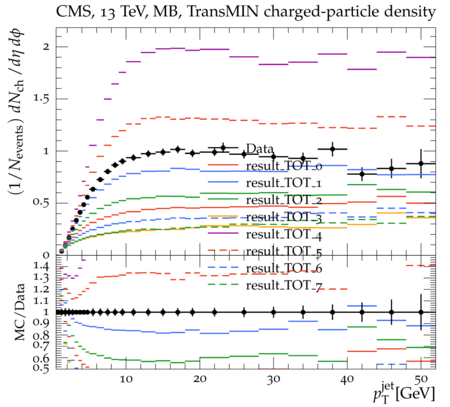 CMS, 13 TeV, MB, TransMIN charged-particle density
(1/N_events) dN_ch/dη dφ
2
1.5
1
0.5
0
Data
result_TOT_0
result_TOT_1
result_TOT_2
result_TOT_3
result_TOT_4
result_TOT_5
result_TOT_6
result_TOT_7
MC/Data
1.4
1.3
1.2
1.1
1
0.9
0.8
0.7
0.6
0.5
10 20 30 40 50
p_T^jet [GeV]